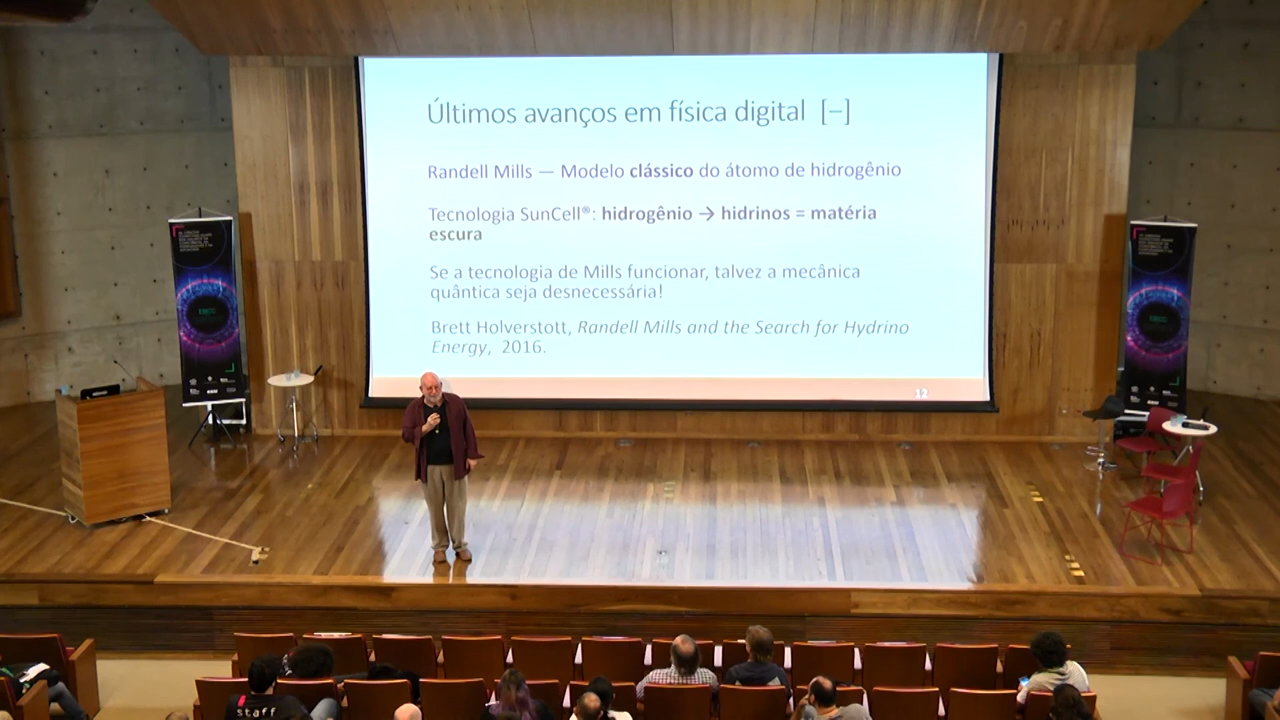 Últimos avanços em física digital [–]
Randell Mills — Modelo clássico do átomo de hidrogênio
Tecnologia SunCell®: hidrogênio → hidrinos = matéria
escura
Se a tecnologia de Mills funcionar, talvez a mecânica
quântica seja desnecessária!
Brett Holverstott, Randell Mills and the Search for Hydrino
Energy, 2016.
12
staff